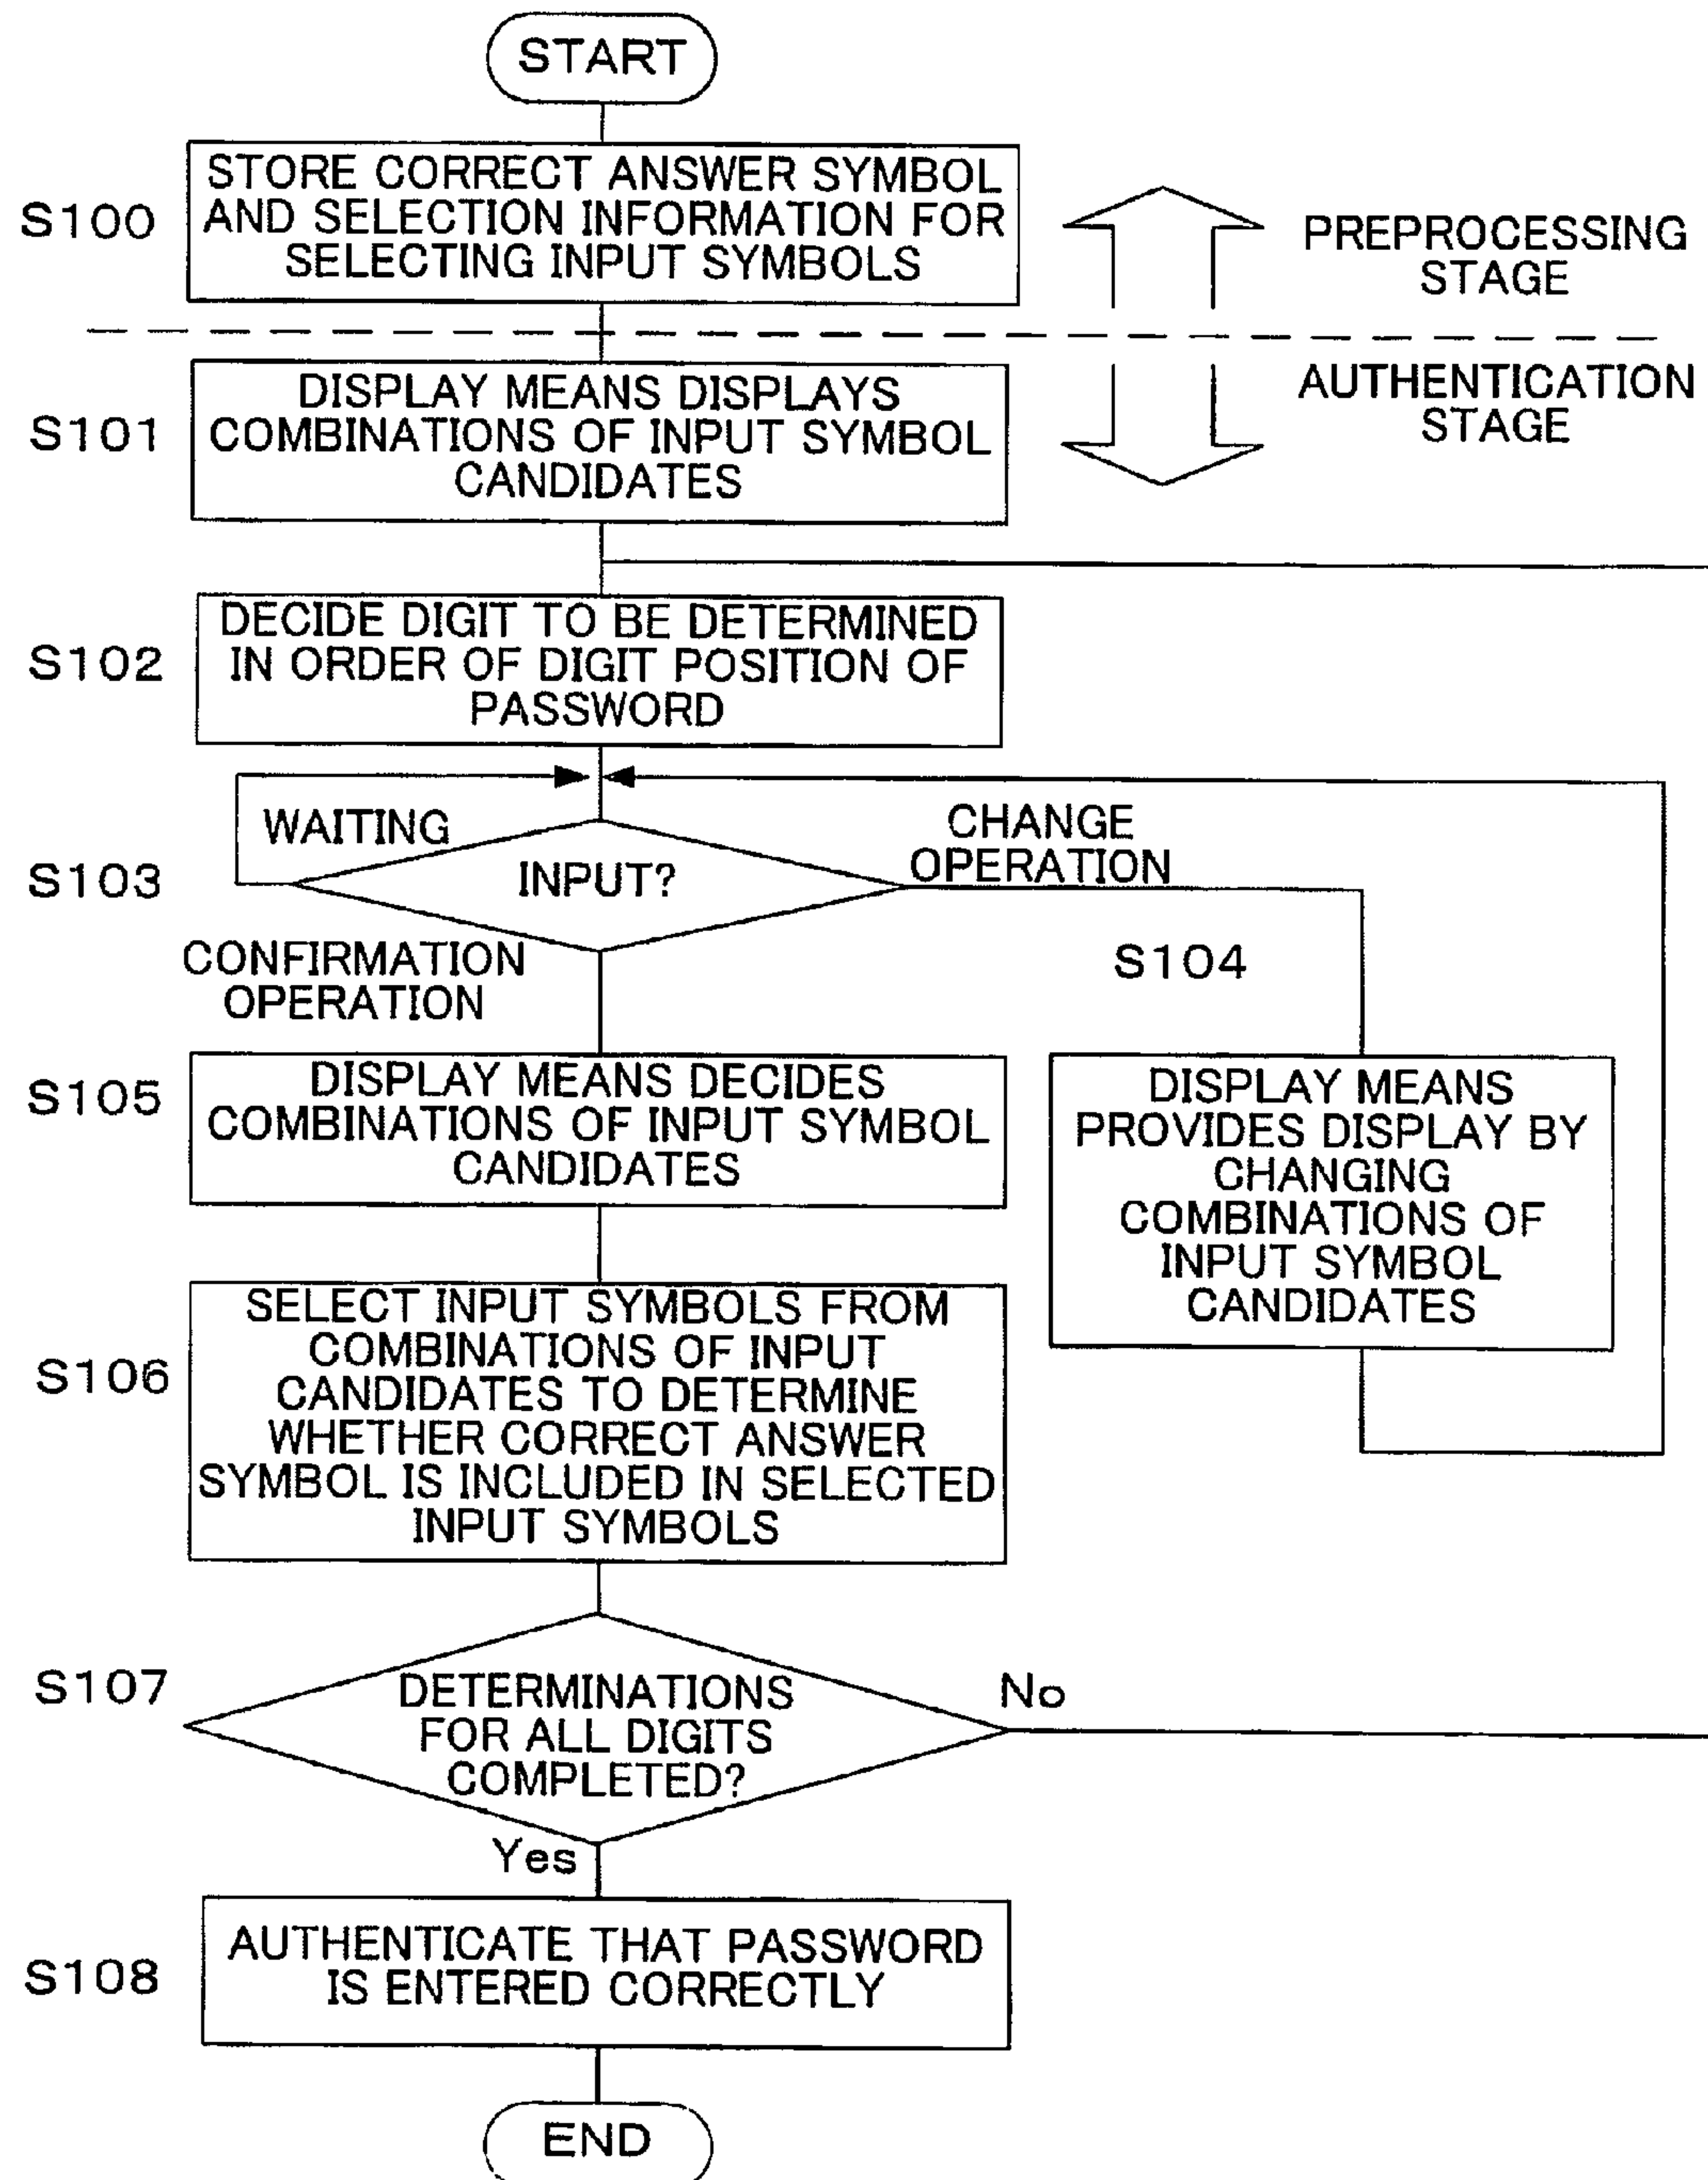 START
S100
STORE CORRECT ANSWER SYMBOL
AND SELECTION INFORMATION FOR
SELECTING INPUT SYMBOLS
PREPROCESSING
STAGE
AUTHENTICATION
STAGE
S101
DISPLAY MEANS DISPLAYS
COMBINATIONS OF INPUT SYMBOL
CANDIDATES
S102
DECIDE DIGIT TO BE DETERMINED
IN ORDER OF DIGIT POSITION OF
PASSWORD
WAITING
S103
INPUT?
CHANGE
OPERATION
CONFIRMATION
OPERATION
S104
DISPLAY MEANS
PROVIDES DISPLAY BY
CHANGING
COMBINATIONS OF
INPUT SYMBOL
CANDIDATES
S105
DISPLAY MEANS DECIDES
COMBINATIONS OF INPUT SYMBOL
CANDIDATES
S106
SELECT INPUT SYMBOLS FROM
COMBINATIONS OF INPUT
CANDIDATES TO DETERMINE
WHETHER CORRECT ANSWER
SYMBOL IS INCLUDED IN SELECTED
INPUT SYMBOLS
S107
DETERMINATIONS
FOR ALL DIGITS
COMPLETED?
No
Yes
S108
AUTHENTICATE THAT PASSWORD
IS ENTERED CORRECTLY
END